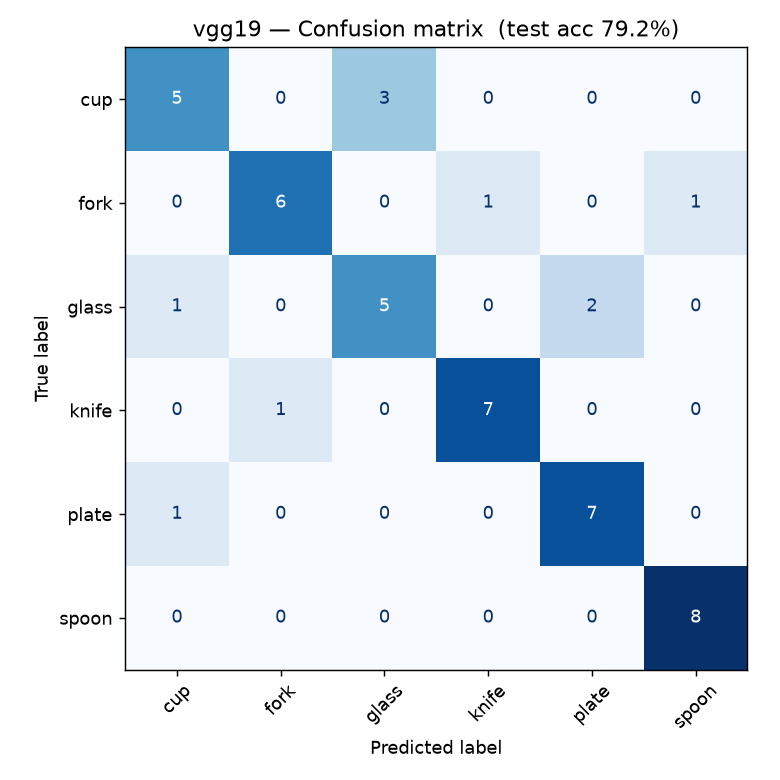 vgg19 — Confusion matrix  (test acc 79.2%)
cup 5 0 3 0 0 0
fork 0 6 0 1 0 1
glass 1 0 5 0 2 0
knife 0 1 0 7 0 0
plate 1 0 0 0 7 0
spoon 0 0 0 0 0 8
cup fork glass knife plate spoon
True label
Predicted label